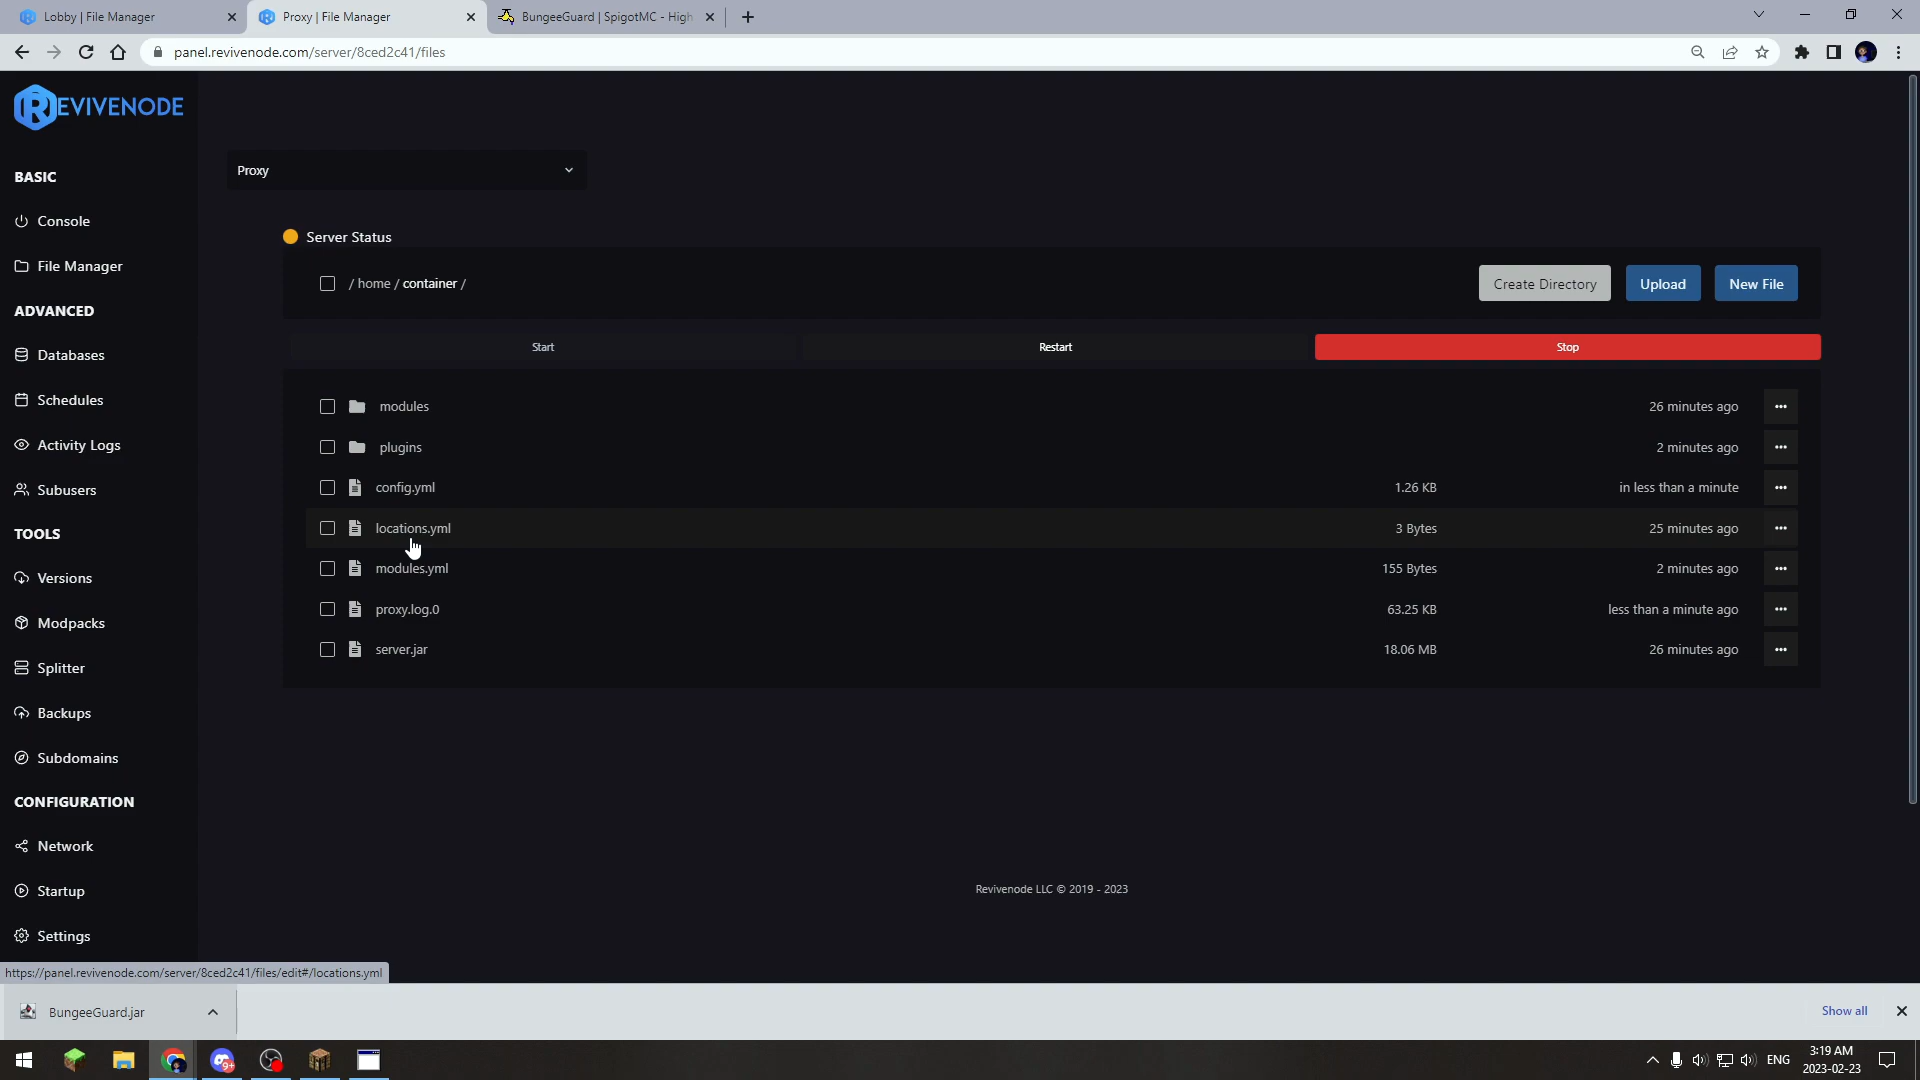 Lobby | File Manager
Proxy | File Manager
BungeeGuard | SpigotMC - High
panel.revivenode.com/server/8ced2c41/files
REVIVENODE
Proxy
BASIC
Console
File Manager
ADVANCED
Databases
Schedules
Activity Logs
Subusers
TOOLS
Versions
Modpacks
Splitter
Backups
Subdomains
CONFIGURATION
Network
Startup
Settings
Server Status
/ home / container /
Create Directory
Upload
New File
Start
Restart
Stop
modules 26 minutes ago
plugins 2 minutes ago
config.yml 1.26 KB in less than a minute
locations.yml 3 Bytes 25 minutes ago
modules.yml 155 Bytes 2 minutes ago
proxy.log.0 63.25 KB less than a minute ago
server.jar 18.06 MB 26 minutes ago
Revivenode LLC © 2019 - 2023
https://panel.revivenode.com/server/8ced2c41/files/edit#/locations.yml
BungeeGuard.jar
Show all
9+
ENG
3:19 AM
2023-02-23